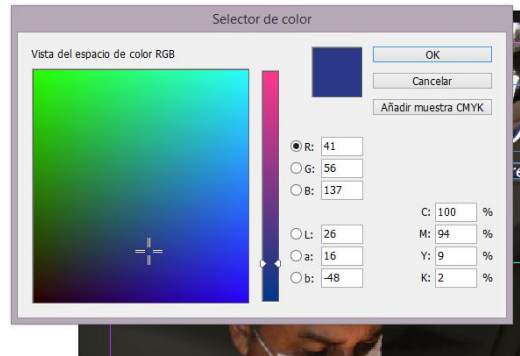 Selector de color
Vista del espacio de color RGB
OK
Cancelar
Añadir muestra CMYK
R: 41
G: 56
B: 137
L: 26
a: 16
b: -48
C: 100 %
M: 94 %
Y: 9 %
K: 2 %